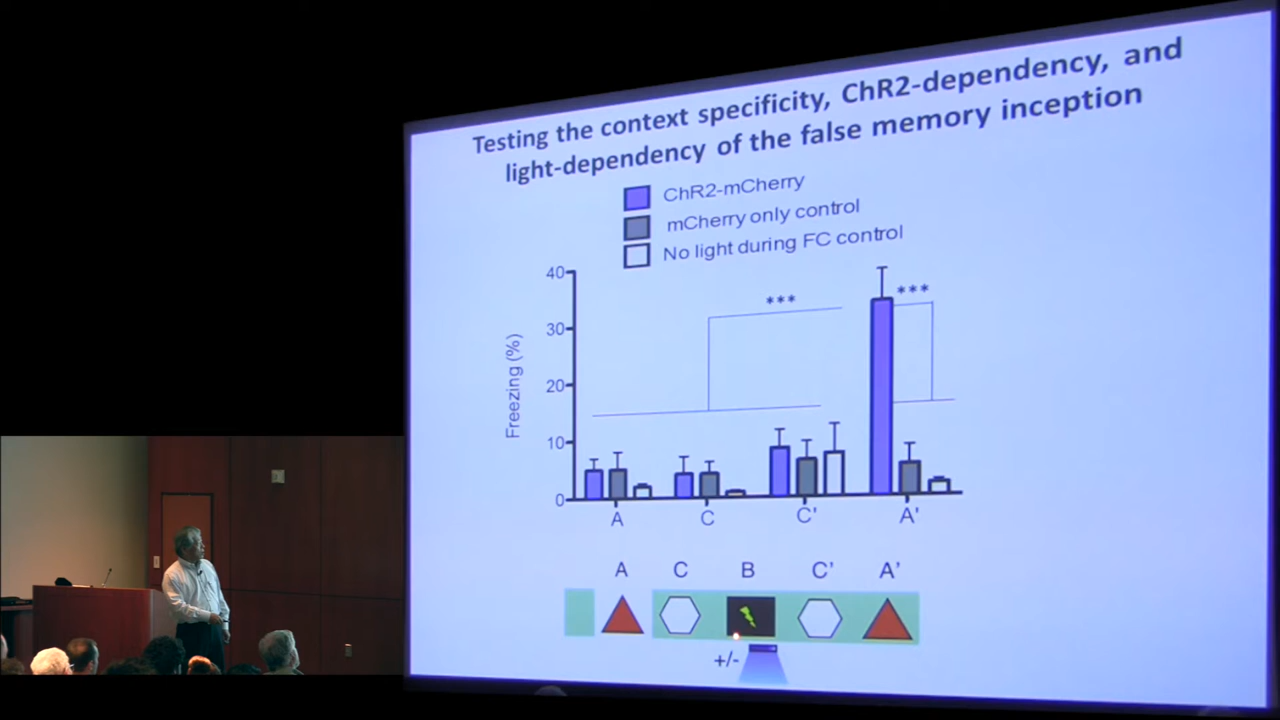 Testing the context specificity, ChR2-dependency, and
light-dependency of the false memory inception
ChR2-mCherry
mCherry only control
No light during FC control
40
30
20
10
0
Freezing (%)
***
***
A
C
C'
A'
A
C
B
C'
A'
+/-